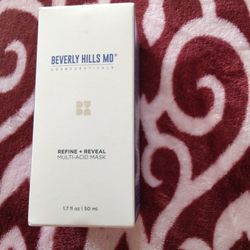 BEVERLY HILLS MD®
COSMECEUTICALS
REFINE + REVEAL
MULTI-ACID MASK
1.7 fl oz | 50 ml